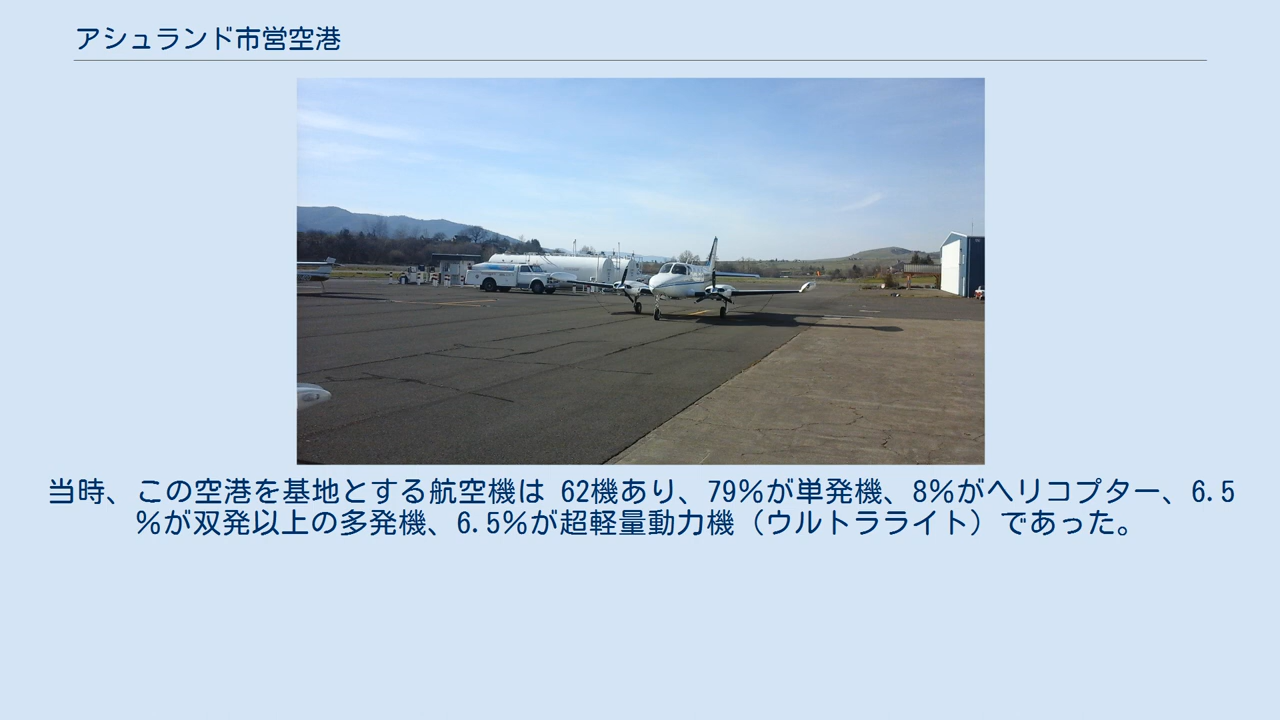 アシュランド市営空港
当時、この空港を基地とする航空機は 62機あり、79％が単発機、8％がヘリコプター、6.5
％が双発以上の多発機、6.5％が超軽量動力機（ウルトラライト）であった。